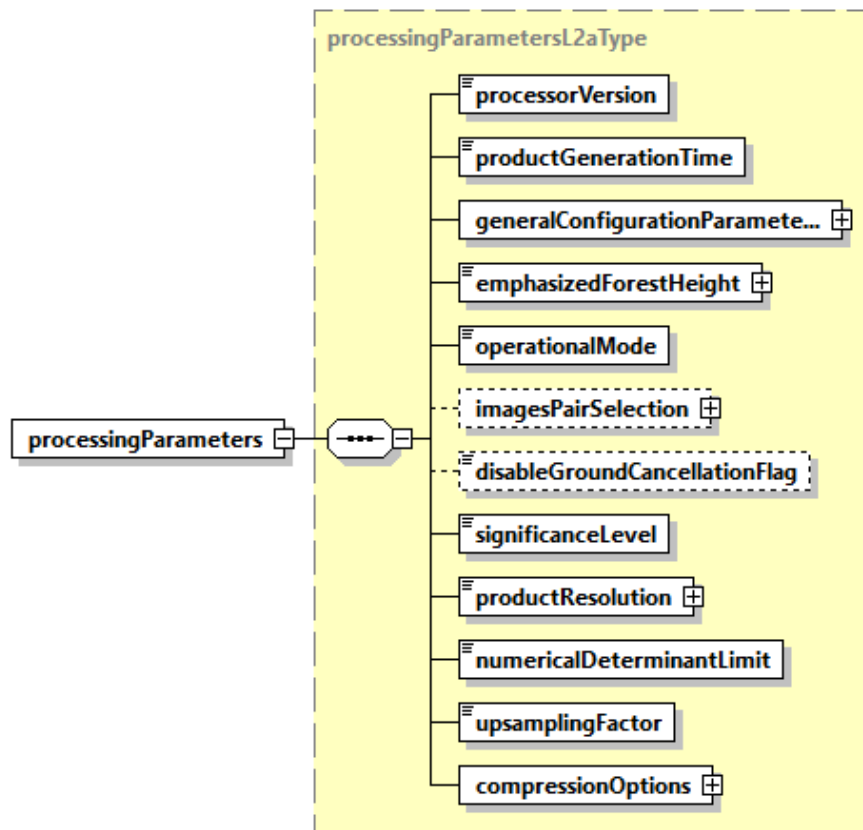 processingParametersL2aType
processorVersion
productGenerationTime
generalConfigurationParamete...
emphasizedForestHeight
operationalMode
imagesPairSelection
processingParameters
disableGroundCancellationFlag
significanceLevel
productResolution
numericalDeterminantLimit
upsamplingFactor
compressionOptions